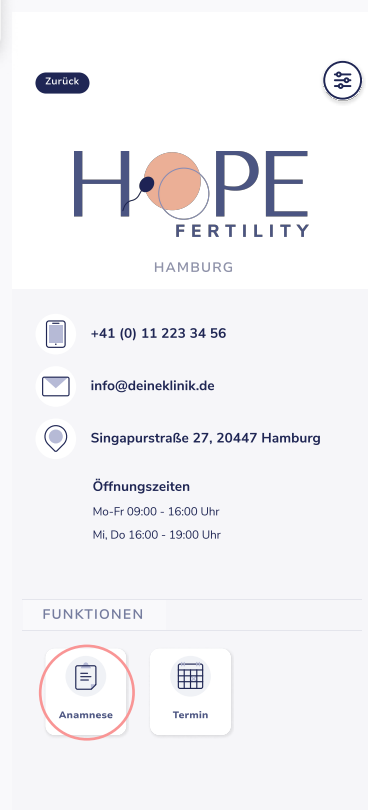 Zurück
HOPE
FERTILITY
HAMBURG
+41 (0) 11 223 34 56
info@deineklinik.de
Singapurstraße 27, 20447 Hamburg
Öffnungszeiten
Mo-Fr 09:00 - 16:00 Uhr
Mi, Do 16:00 - 19:00 Uhr
FUNKTIONEN
Anamnese
Termin